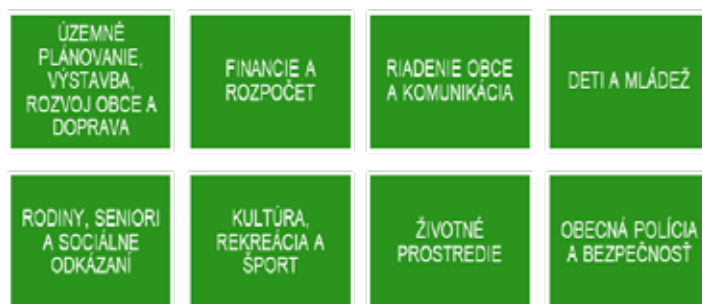 ÚZEMNÉ
PLÁNOVANIE,
VÝSTAVBA,
ROZVOJ OBCE A
DOPRAVA
FINANCIE A
ROZPOČET
RIADENIE OBCE
A KOMUNIKÁCIA
DETI A MLÁDEŽ
RODINY, SENIORI
A SOCIÁLNE
ODKÁZANÍ
KULTÚRA,
REKREÁCIA A
ŠPORT
ŽIVOTNÉ
PROSTREDIE
OBECNÁ POLÍCIA
A BEZPEČNOSŤ